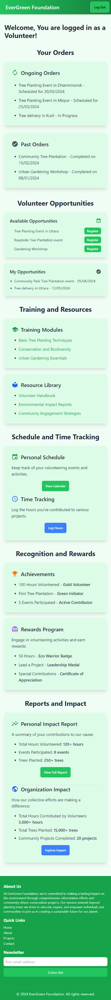 EverGreen Foundation
Log Out
Welcome, You are logged in as a
Volunteer!
Your Orders
Ongoing Orders
Tree Planting Event in Dhanmmondi -
Scheduled for 20/03/2024
Tree Planting Event in Mirpur - Scheduled for
25/03/2024
Tree delivery in Kuril - In Progress
Past Orders
Community Tree Plantation - Completed on
15/02/2024
Urban Gardening Workshop - Completed on
08/01/2024
Volunteer Opportunities
Available Opportunities
Tree Planting Event in Uttara
Register
Roadside Tree Plantation event
Register
Gardening Workshop
Register
My Opportunities
Community Park Tree Plantation event - 05/04/2024
Tree delivery in Uttara - 12/05/2024
Training and Resources
Training Modules
Basic Tree Planting Techniques
Conservation and Biodiversity
Urban Gardening Essentials
Resource Library
Volunteer Handbook
Environmental Impact Reports
Community Engagement Strategies
Schedule and Time Tracking
Personal Schedule
Keep track of your volunteering events and
activities.
View Calendar
Time Tracking
Log the hours you've contributed to various
projects.
Log Hours
Recognition and Rewards
Achievements
100 Hours Volunteered - Gold Volunteer
First Tree Plantation - Green Initiator
5 Events Participated - Active Contributor
Rewards Program
Engage in volunteering activities and earn
rewards:
50 Hours - Eco Warrior Badge
Lead a Project - Leadership Medal
Special Contributions - Certificate of
Appreciation
Reports and Impact
Personal Impact Report
A summary of your contributions to our cause:
Total Hours Volunteered: 120+ hours
Events Participated: 8 events
Trees Planted: 250+ trees
View Full Report
Organization Impact
How our collective efforts are making a
difference:
Total Hours Contributed by Volunteers:
5,000+ hours
Total Trees Planted: 15,000+ trees
Community Projects Completed: 20 projects
Explore Impact
About Us
At EverGreen Foundation, we're committed to making a lasting impact on
the environment through comprehensive reforestation efforts and
community-driven conservation projects. Our mission extends beyond
planting trees; we strive to educate, inspire, and empower individuals and
communities to join us in creating a sustainable future for our planet.
Quick Links
Home
About
Projects
Contact
Newsletter
Your email address
Subscribe
© 2024 EverGreen Foundation. All rights reserved.